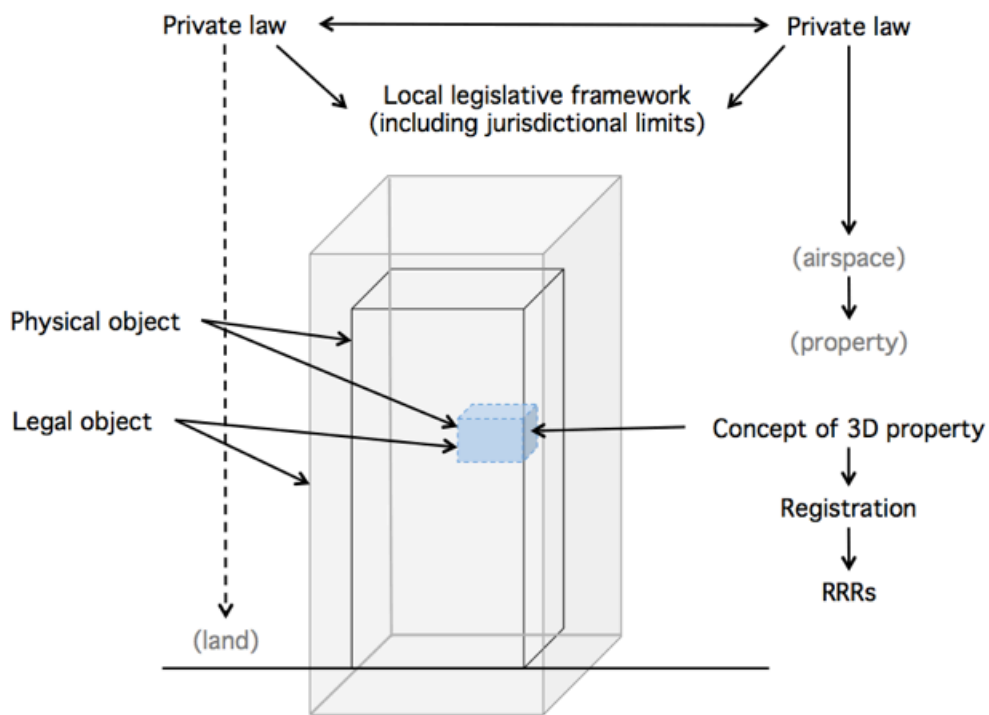 Private law
Private law
Local legislative framework
(including jurisdictional limits)
(airspace)
Physical object
(property)
Legal object
Concept of 3D property
Registration
RRRs
(land)